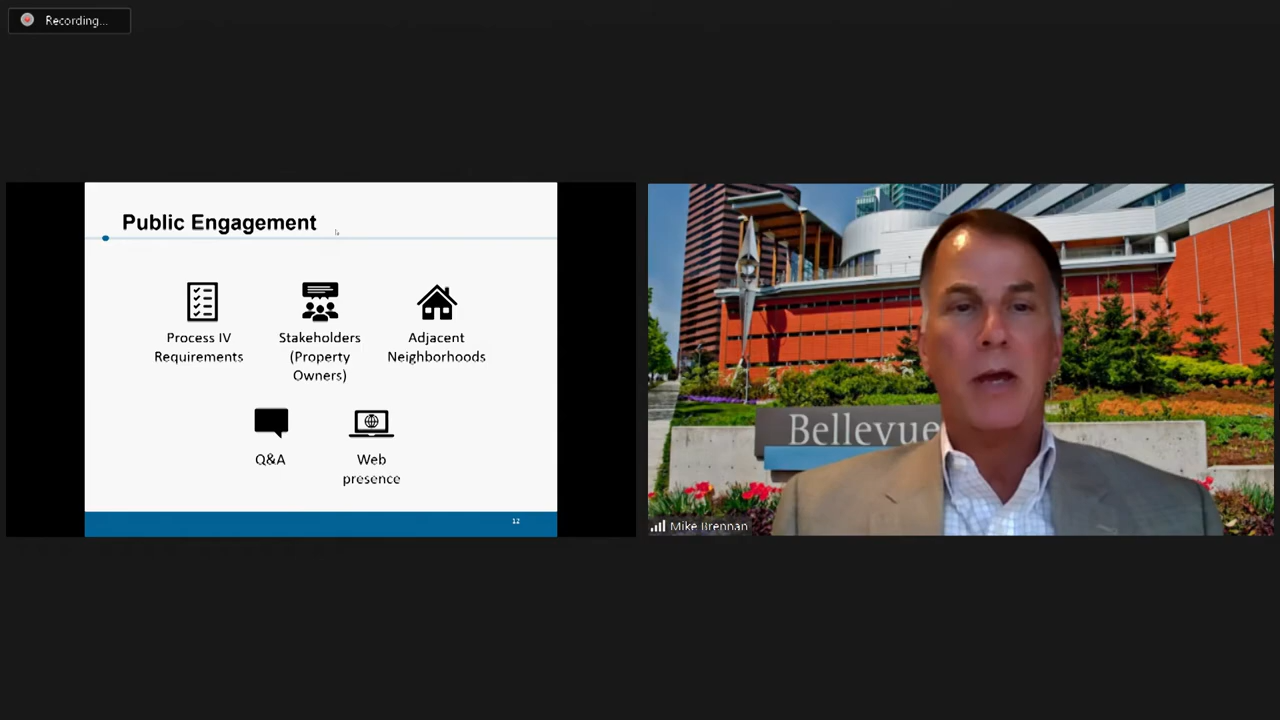 Recording...
Public Engagement
Process IV
Requirements
Stakeholders
(Property
Owners)
Adjacent
Neighborhoods
Q&A
Web
presence
12
Bellevue
Mike Brennan